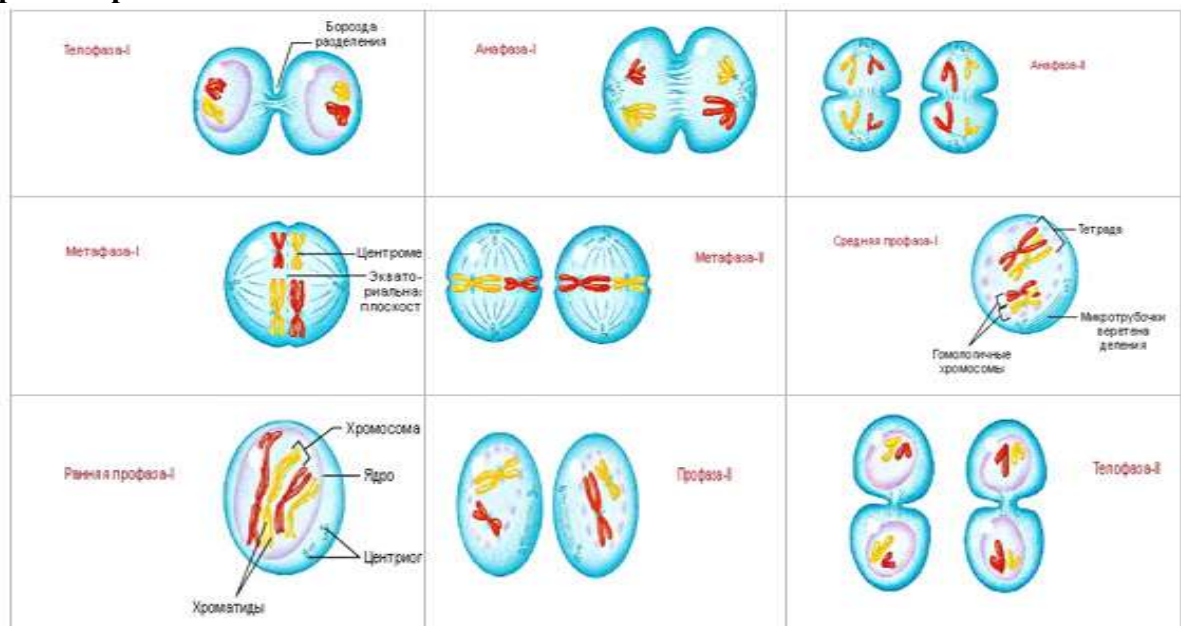 Телофаза-I
Борозда
разделения
Анафаза-I
Анафаза-II
Метафаза-I
Центроме
Эквато-
риальна:
плоскост
Метафаза-II
Средняя профаза-I
Тетрада
Микротрубочки
веретена
деления
Гомологичные
хромосомы
Ранняя профаза-I
Хромосома
Ядро
Центриог
Хроматиды
Профаза-II
Телофаза-II